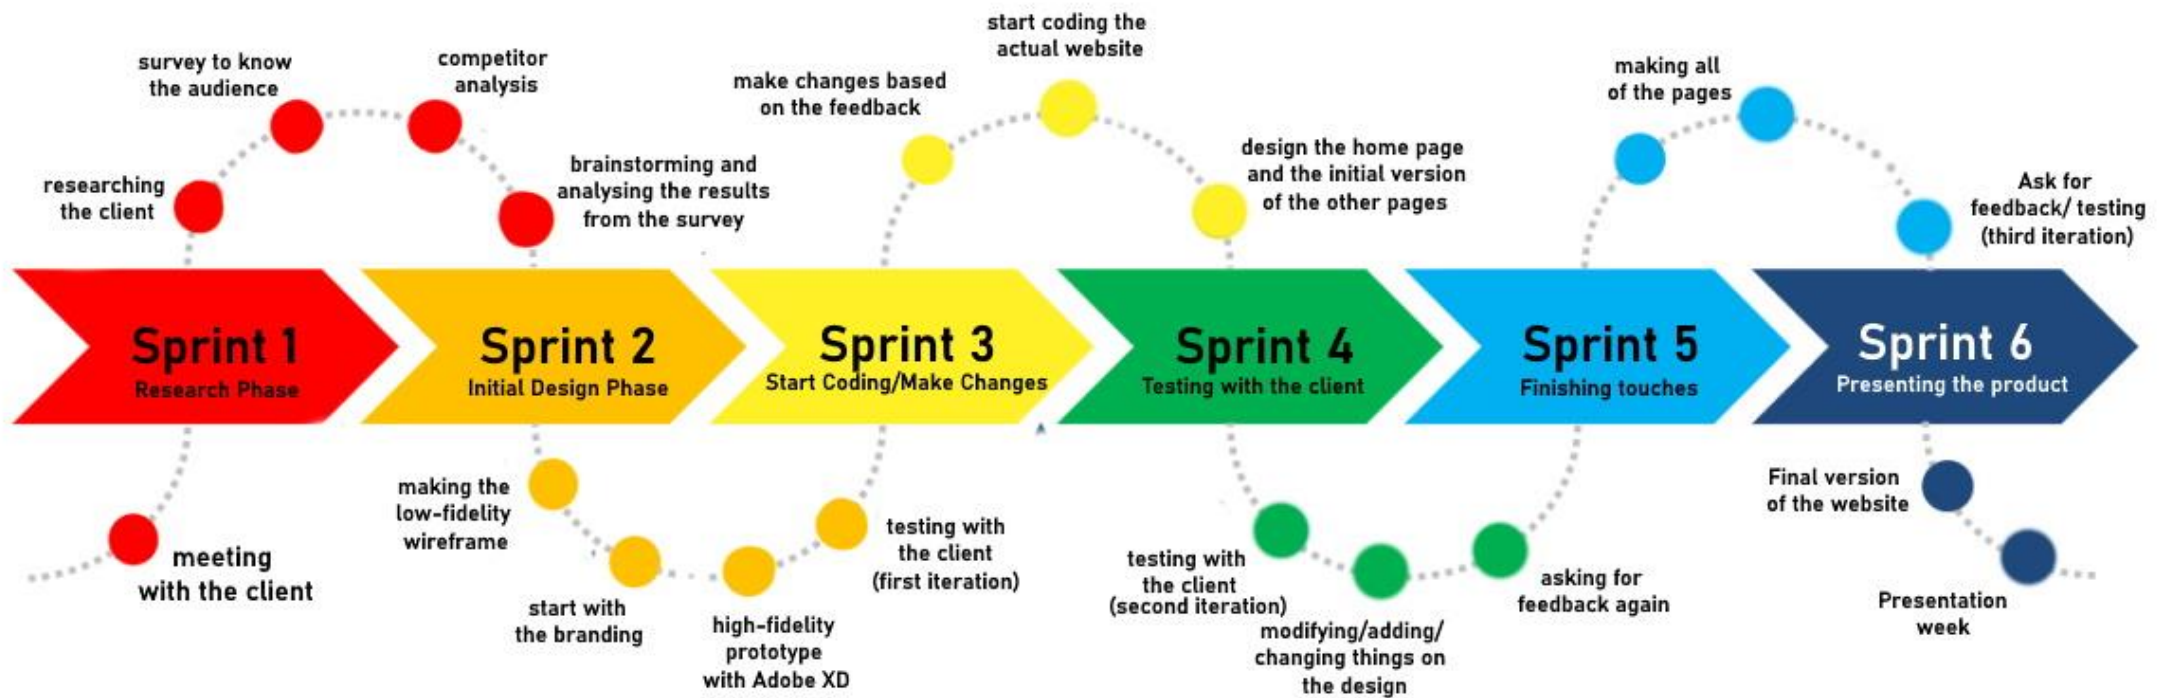 meeting
with the client
researching
the client
survey to know
the audience
competitor
analysis
brainstorming and
analysing the results
from the survey
Sprint 1
Research Phase
Sprint 2
Initial Design Phase
making the
low-fidelity
wireframe
start with
the branding
high-fidelity
prototype
with Adobe XD
testing with
the client
(first iteration)
Sprint 3
Start Coding/Make Changes
make changes based
on the feedback
start coding the
actual website
design the home page
and the initial version
of the other pages
Sprint 4
Testing with the client
testing with
the client
(second iteration)
modifying/adding/
changing things on
the design
asking for
feedback again
Sprint 5
Finishing touches
making all
of the pages
Ask for
feedback/ testing
(third iteration)
Sprint 6
Presenting the product
Final version
of the website
Presentation
week